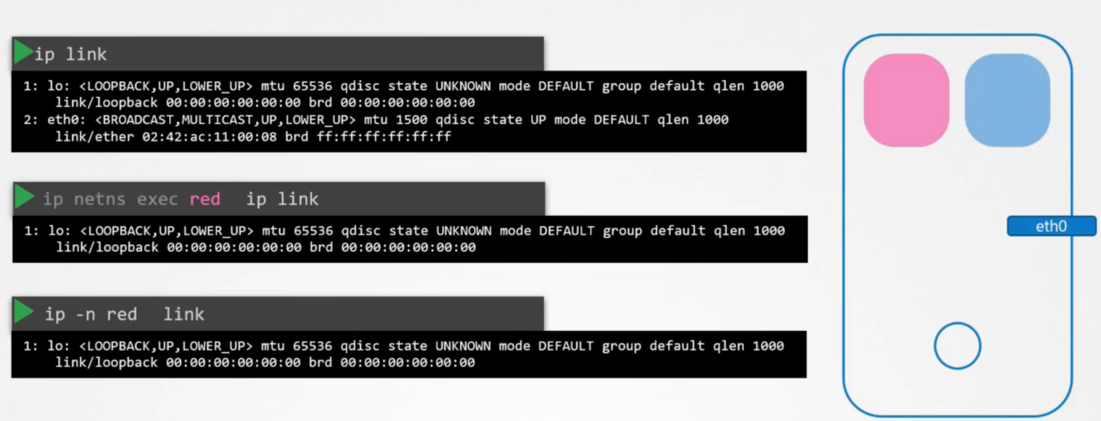 ip link
1: lo: <LOOPBACK,UP,LOWER_UP> mtu 65536 qdisc state UNKNOWN mode DEFAULT group default qlen 1000
link/loopback 00:00:00:00:00:00 brd 00:00:00:00:00:00
2: eth0: <BROADCAST,MULTICAST,UP,LOWER_UP> mtu 1500 qdisc state UP mode DEFAULT qlen 1000
link/ether 02:42:ac:11:00:08 brd ff:ff:ff:ff:ff:ff
ip netns exec red ip link
1: lo: <LOOPBACK,UP,LOWER_UP> mtu 65536 qdisc state UNKNOWN mode DEFAULT group default qlen 1000
link/loopback 00:00:00:00:00:00 brd 00:00:00:00:00:00
eth0
ip -n red link
1: lo: <LOOPBACK,UP,LOWER_UP> mtu 65536 qdisc state UNKNOWN mode DEFAULT group default qlen 1000
link/loopback 00:00:00:00:00:00 brd 00:00:00:00:00:00